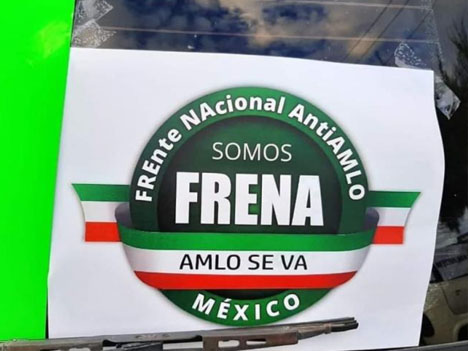 FREnte NAcional AntiAMLO
SOMOS
FRENA
AMLO SE VA
MÉXICO